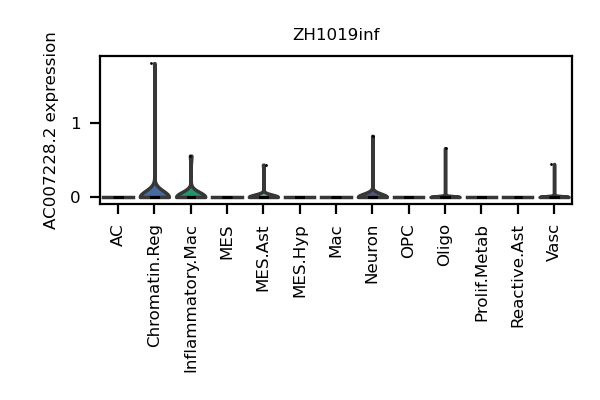 ZH1019inf
AC007228.2 expression
1
0
AC
Chromatin.Reg
Inflammatory.Mac
MES
MES.Ast
MES.Hyp
Mac
Neuron
OPC
Oligo
Prolif.Metab
Reactive.Ast
Vasc